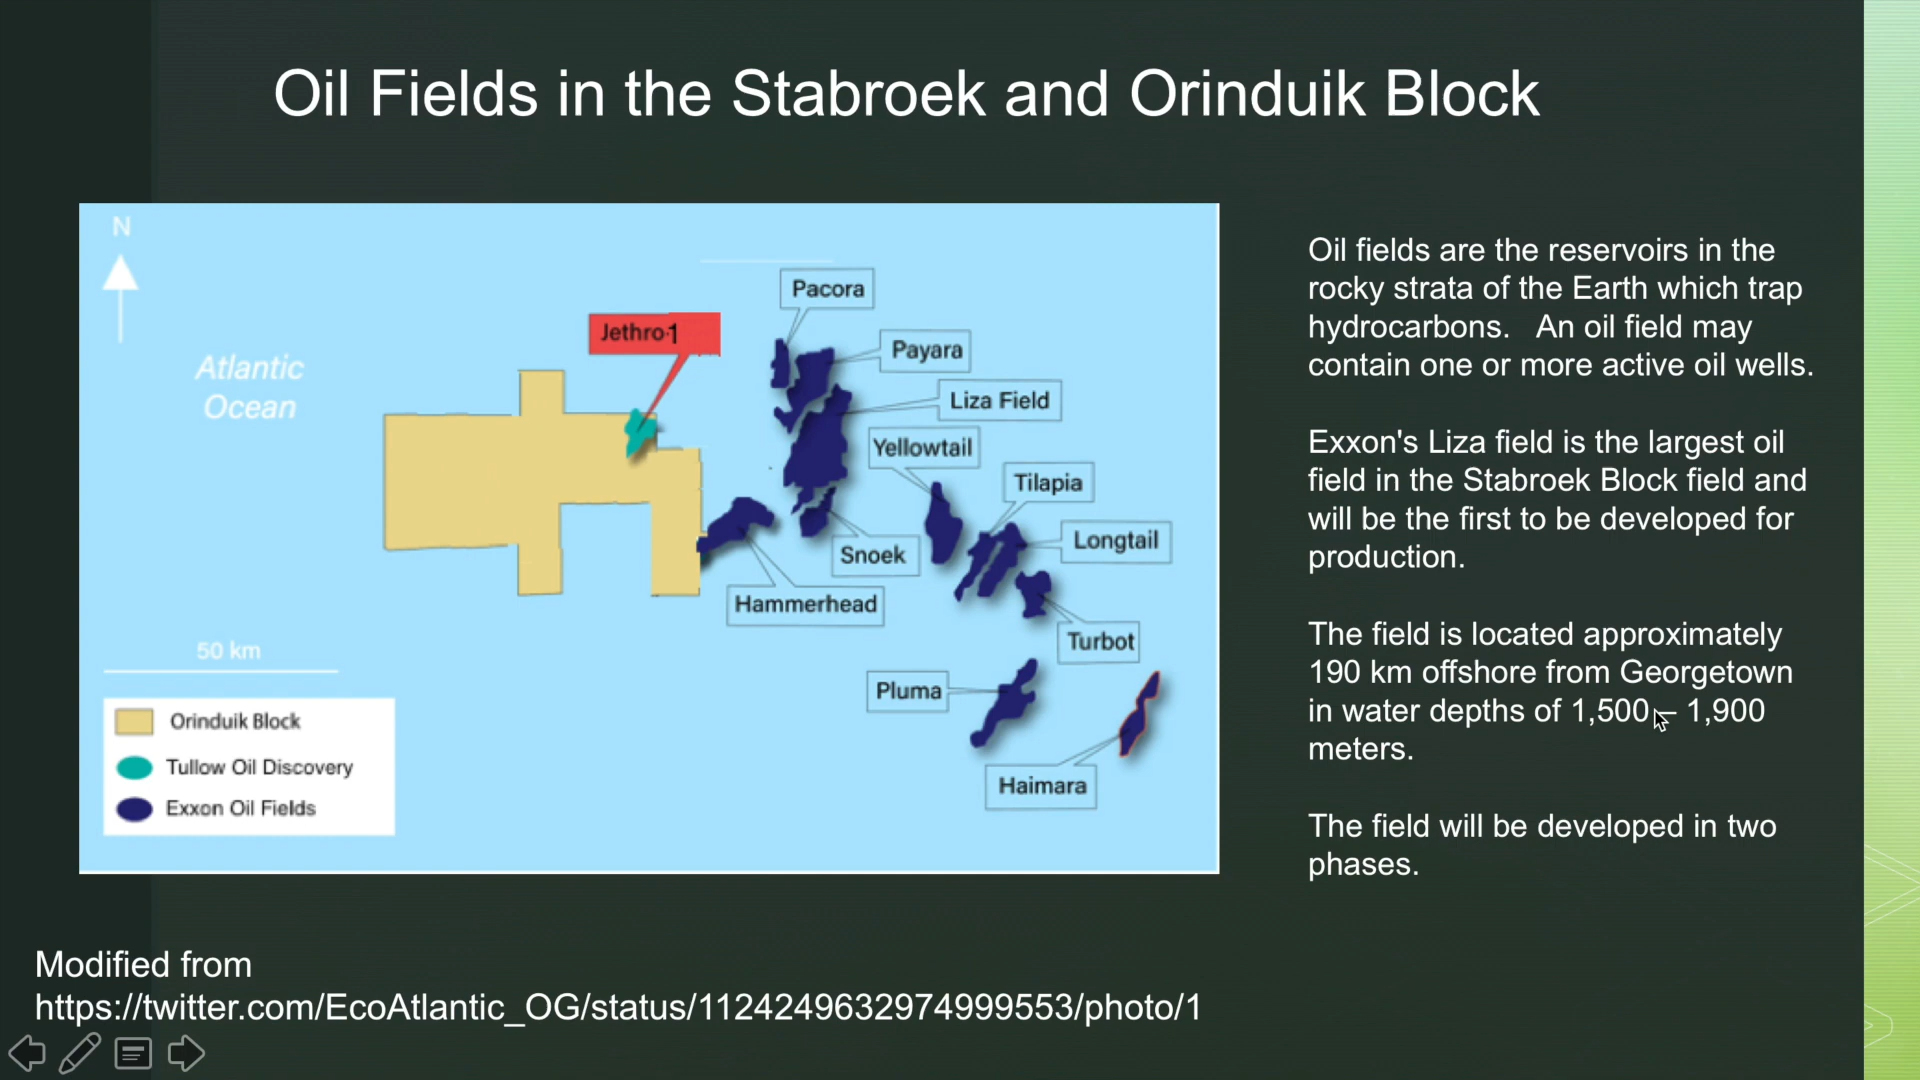 Oil Fields in the Stabroek and Orinduik Block
N
Atlantic
Ocean
Jethro-1
Pacora
Payara
Liza Field
Yellowtail
Tilapia
Longtail
Snoek
Hammerhead
Turbot
Pluma
Haimara
50 km
Orinduik Block
Tullow Oil Discovery
Exxon Oil Fields
Oil fields are the reservoirs in the
rocky strata of the Earth which trap
hydrocarbons.   An oil field may
contain one or more active oil wells.
Exxon's Liza field is the largest oil
field in the Stabroek Block field and
will be the first to be developed for
production.
The field is located approximately
190 km offshore from Georgetown
in water depths of 1,500 – 1,900
meters.
The field will be developed in two
phases.
Modified from
https://twitter.com/EcoAtlantic_OG/status/1124249632974999553/photo/1